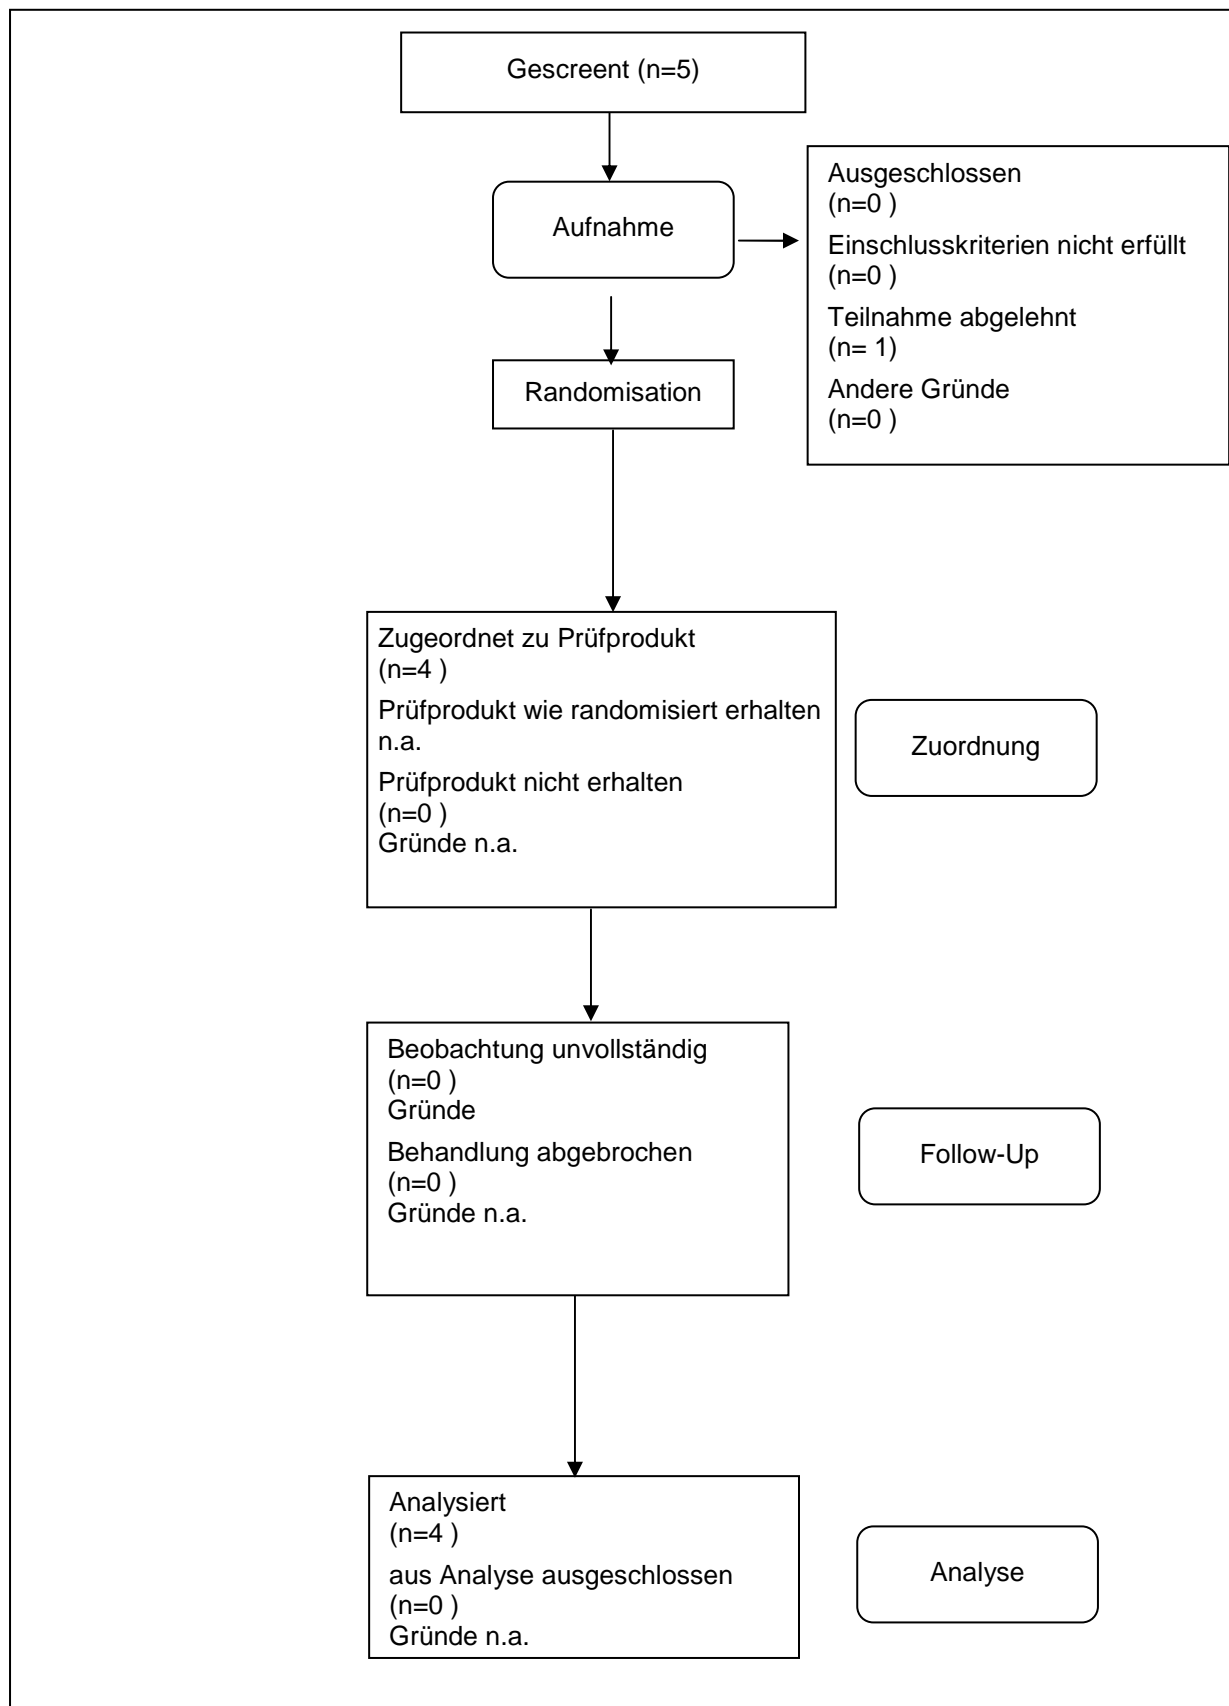 Gescreent (n=5)
Aufnahme
Ausgeschlossen
(n=0 )
Einschlusskriterien nicht erfüllt
(n=0 )
Teilnahme abgelehnt
(n= 1)
Andere Gründe
(n=0 )
Randomisation
Zugeordnet zu Prüfprodukt
(n=4 )
Prüfprodukt wie randomisiert erhalten
n.a.
Prüfprodukt nicht erhalten
(n=0 )
Gründe n.a.
Zuordnung
Beobachtung unvollständig
(n=0 )
Gründe
Behandlung abgebrochen
(n=0 )
Gründe n.a.
Follow-Up
Analysiert
(n=4 )
aus Analyse ausgeschlossen
(n=0 )
Gründe n.a.
Analyse